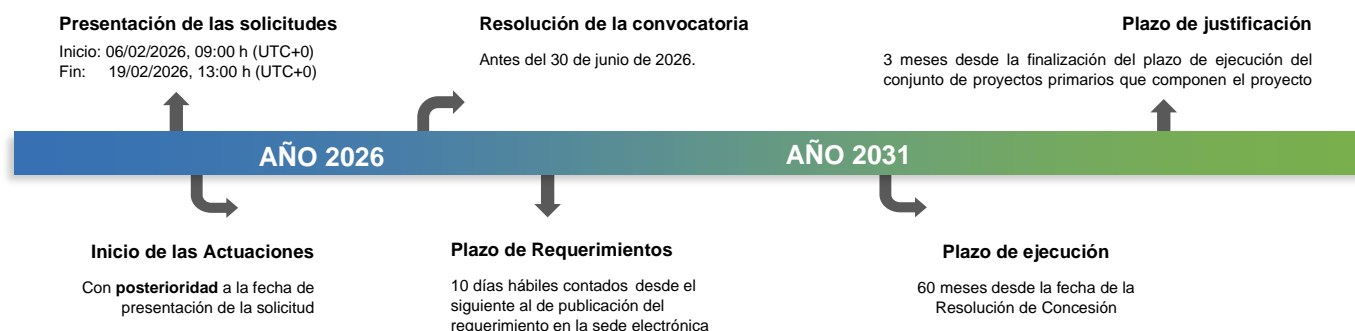 Presentación de las solicitudes
Inicio: 06/02/2026, 09:00 h (UTC+0)
Fin: 19/02/2026, 13:00 h (UTC+0)
Resolución de la convocatoria
Antes del 30 de junio de 2026.
Plazo de justificación
3 meses desde la finalización del plazo de ejecución del
conjunto de proyectos primarios que componen el proyecto
AÑO 2026
AÑO 2031
Inicio de las Actuaciones
Con posterioridad a la fecha de
presentación de la solicitud
Plazo de Requerimientos
10 días hábiles contados desde el
siguiente al de publicación del
requerimiento en la sede electrónica
Plazo de ejecución
60 meses desde la fecha de la
Resolución de Concesión